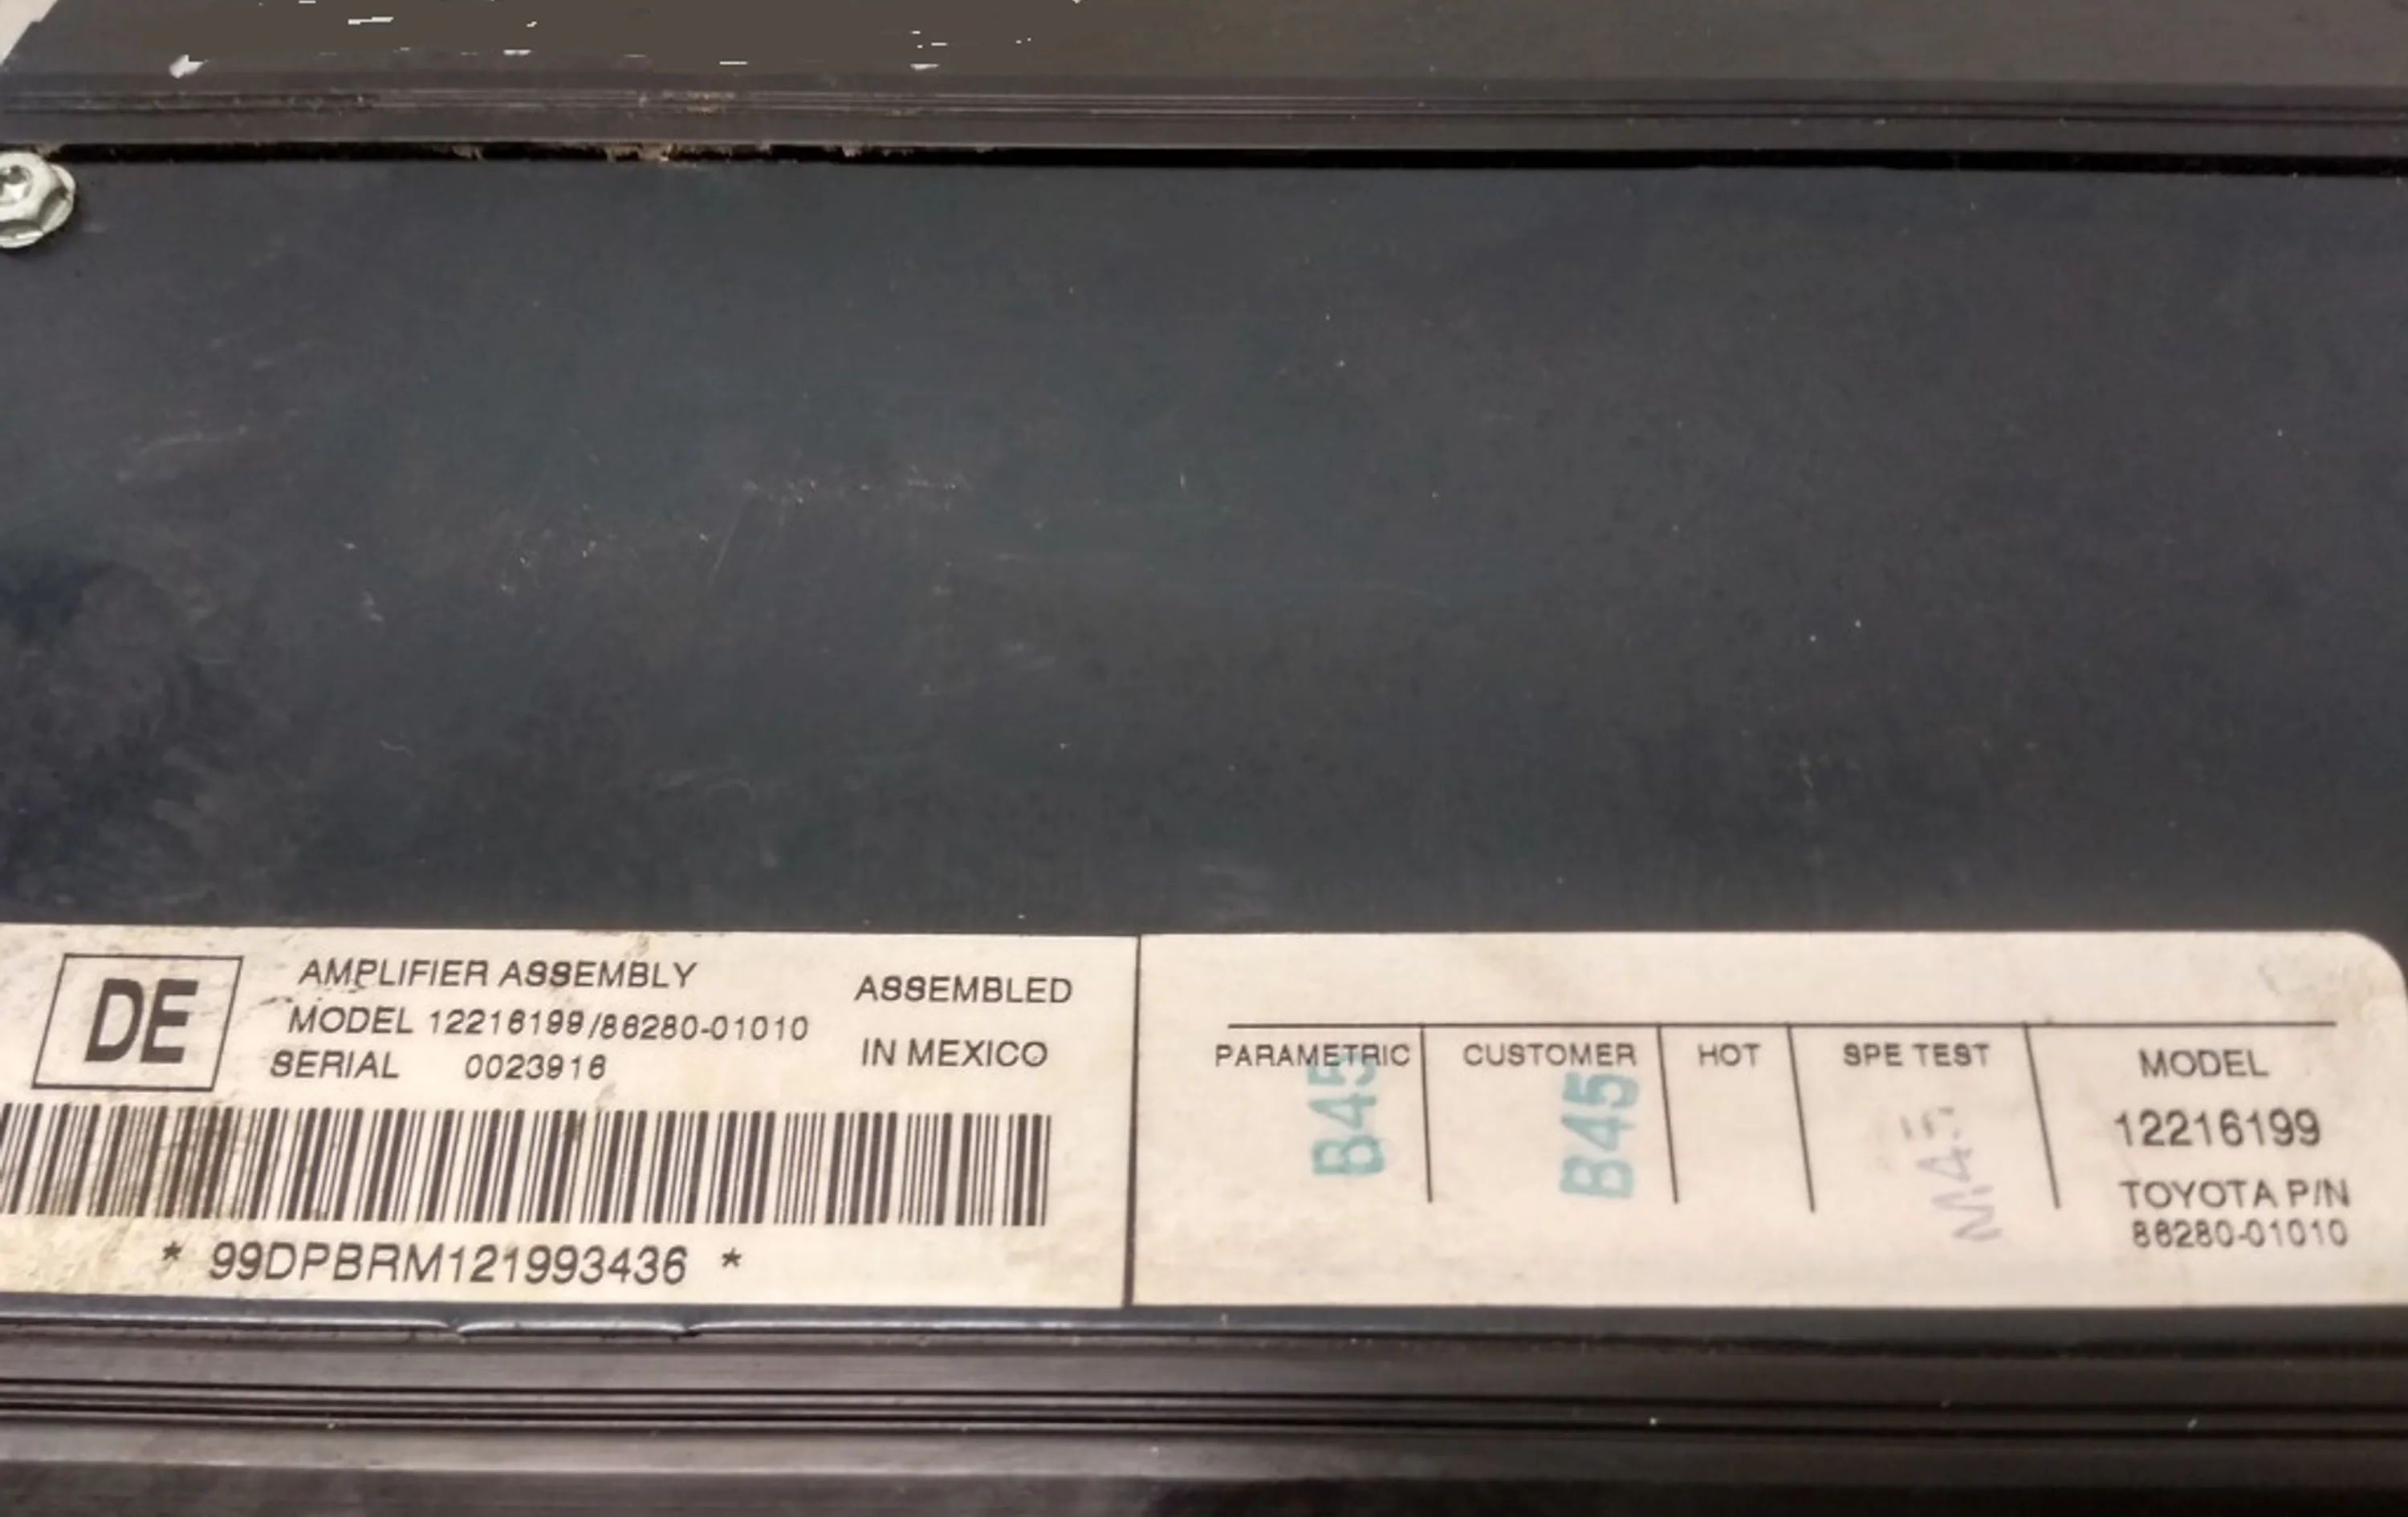 DE
AMPLIFIER ASSEMBLY
MODEL 12216199/86280-01010
SERIAL 0023916
ASSEMBLED
IN MEXICO
* 99DPBRM121993436 *
PARAMETRIC
B45
CUSTOMER
B45
HOT
SPE TEST
MODEL
12216199
TOYOTA P/N
86280-01010